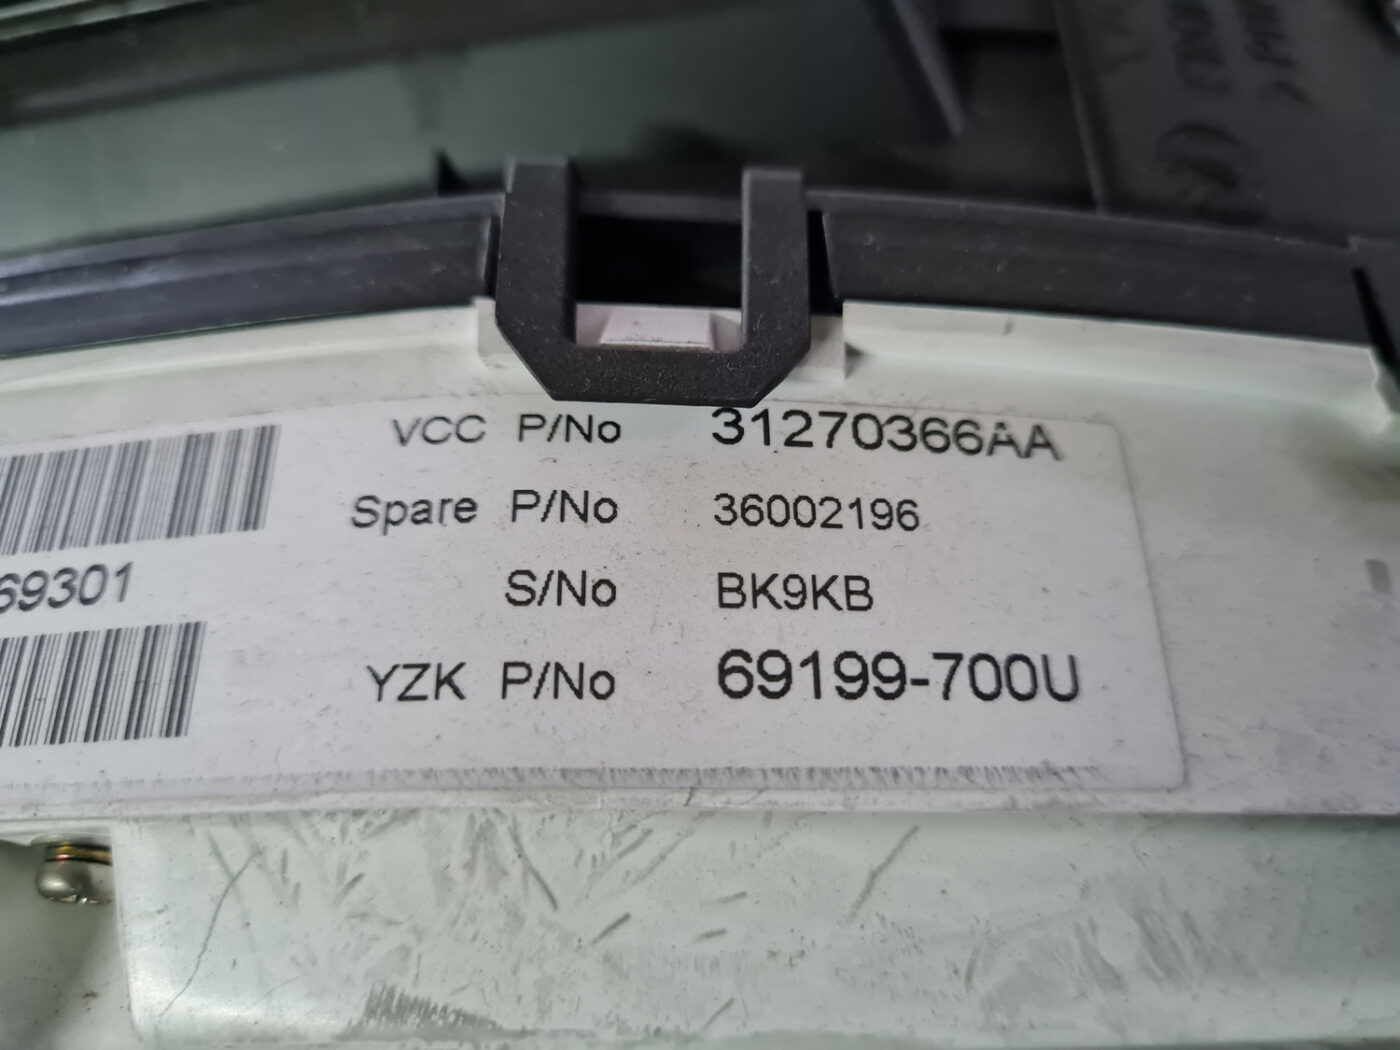 VCC P/No 31270366AA
Spare P/No 36002196
69301
S/No BK9KB
YZK P/No 69199-700U